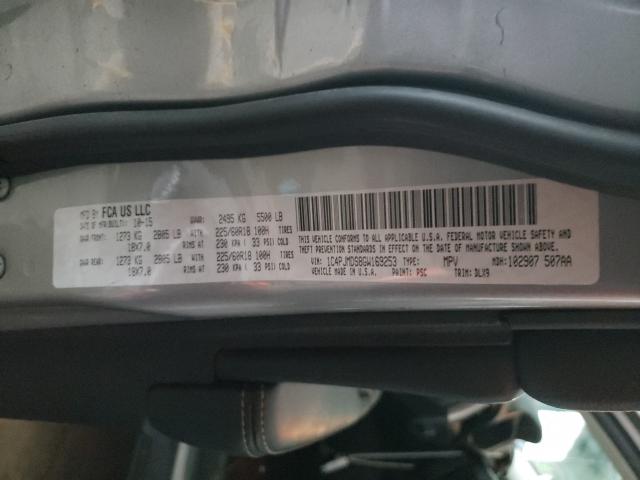 MFD BY FCA US LLC
DATE OF MFR(BUILT): 10-15 GVWR: 2495 KG 5500 LB
GAWR FRONT: 1273 KG 2805 LB WITH 225/60R18 100H TIRES
18X7.0 RIMS AT 230 KPA ( 33 PSI) COLD
GAWR REAR: 1273 KG 2805 LB WITH 225/60R18 100H TIRES
18X7.0 RIMS AT 230 KPA ( 33 PSI) COLD
THIS VEHICLE CONFORMS TO ALL APPLICABLE U.S.A. FEDERAL MOTOR VEHICLE SAFETY AND
THEFT PREVENTION STANDARDS IN EFFECT ON THE DATE OF MANUFACTURE SHOWN ABOVE.
VIN: 1C4PJMDS8GW169253 TYPE: MPV MDH: 102907 507AA
MADE IN U.S.A. PAINT: PSC TRIM: DLX9